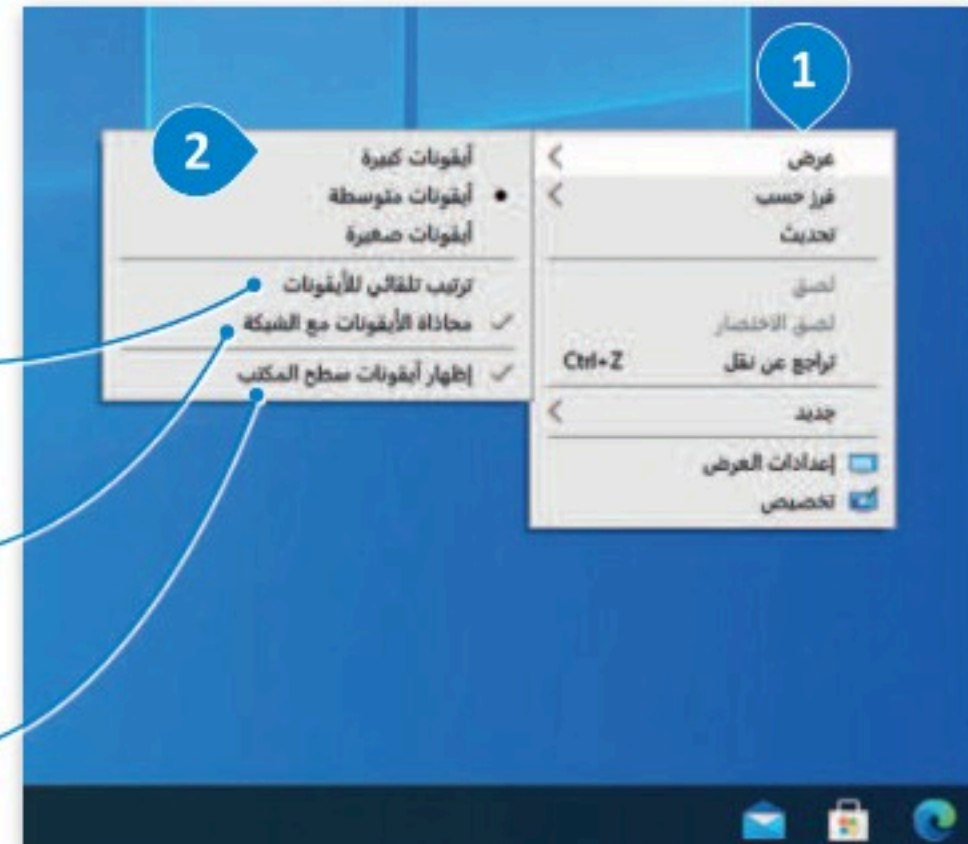 1
عرض
فرز حسب
تحديث
لصق
لصق الاختصار
تراجع عن نقل Ctrl+Z
جديد
إعدادات العرض
تخصيص
2
أيقونات كبيرة
أيقونات متوسطة
أيقونات صغيرة
ترتيب تلقائي للأيقونات
محاذاة الأيقونات مع الشبكة
إظهار أيقونات سطح المكتب